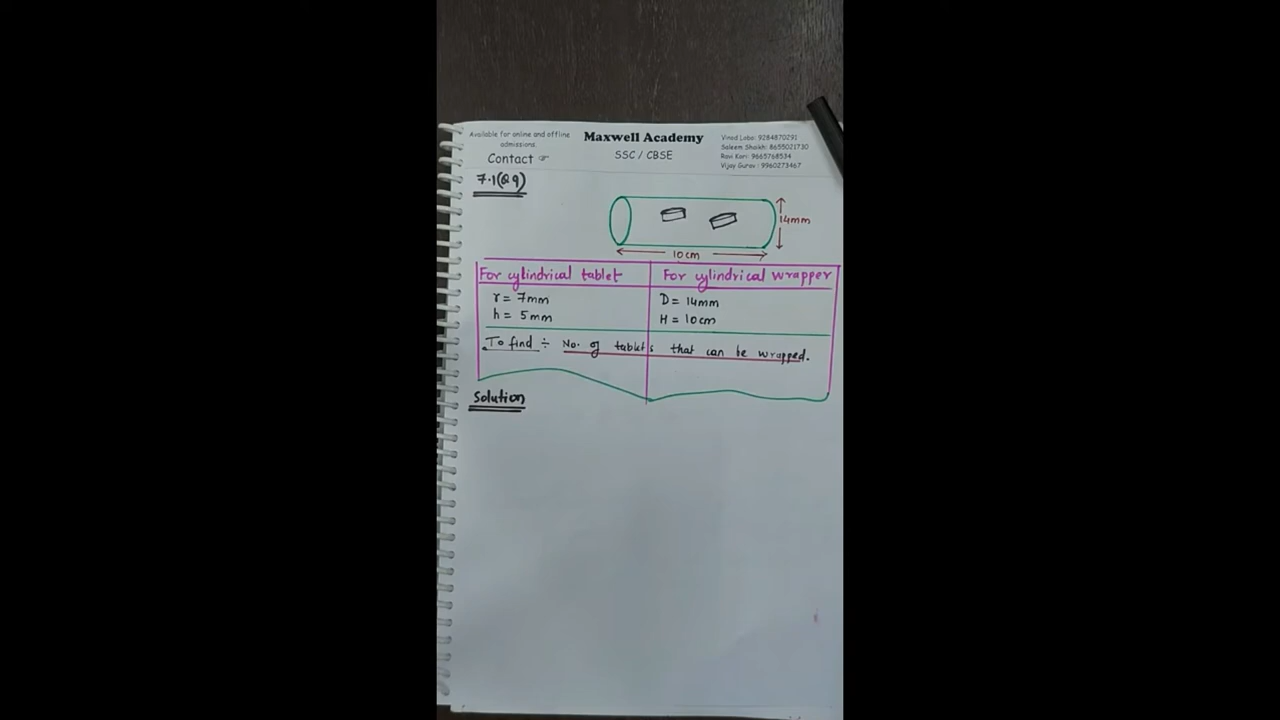 Available for online and offline
admissions.
Contact ☞
Maxwell Academy
SSC / CBSE
Vinod Lobo: 9284870291
Saleem Shaikh: 8655021730
Ravi Kari: 9665768534
Vijay Gurav : 9960273467
7.1(Q9)
14mm
10cm
For cylindrical tablet
For cylindrical wrapper
r = 7mm
D = 14mm
h = 5mm
H = 10cm
To find ÷ No. of tablets that can be wrapped.
Solution